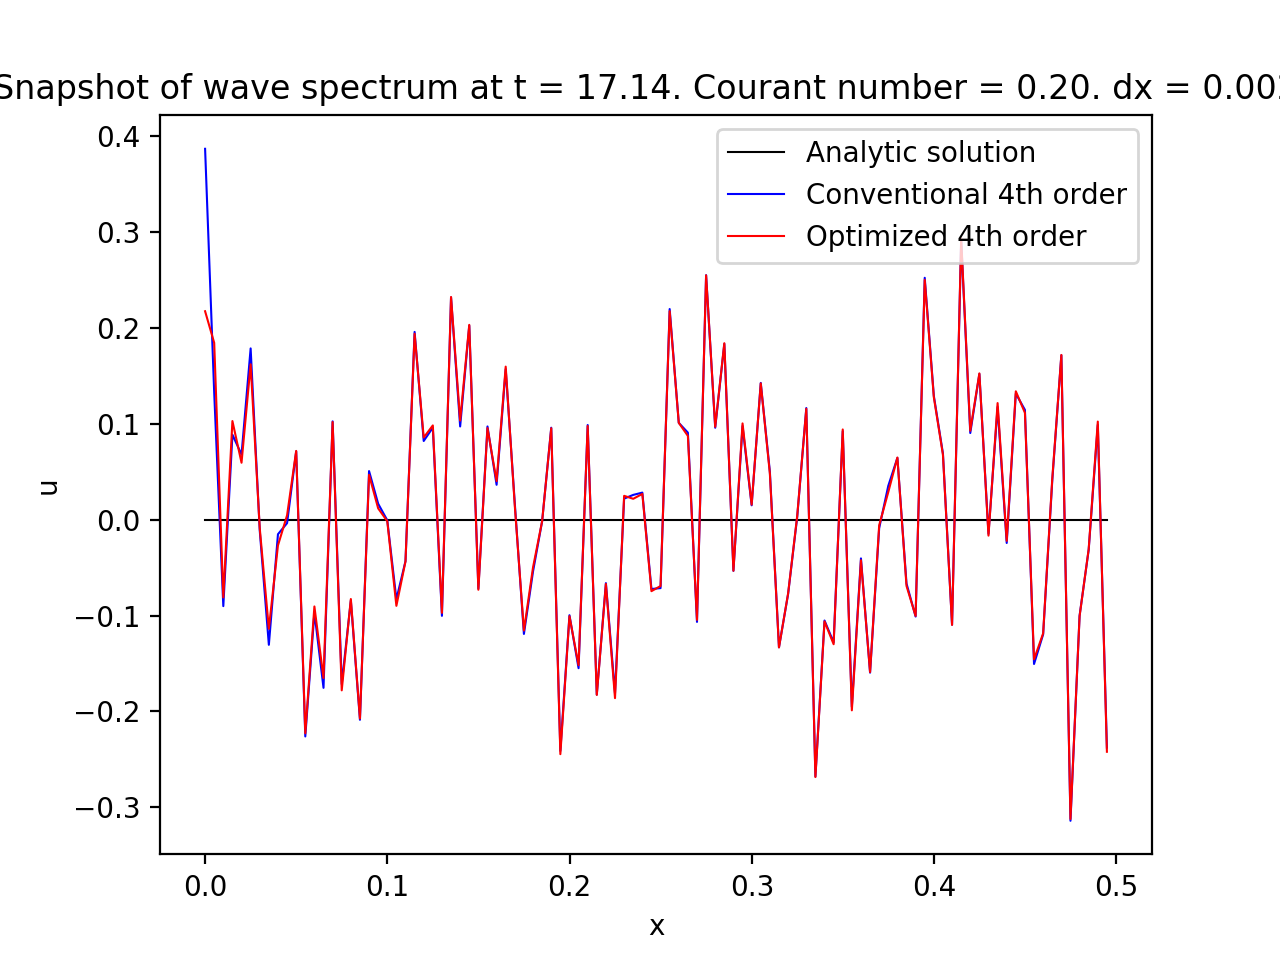 Snapshot of wave spectrum at t = 17.14. Courant number = 0.20. dx = 0.00
Analytic solution
Conventional 4th order
Optimized 4th order
0.4
0.3
0.2
0.1
0.0
−0.1
−0.2
−0.3
u
0.0 0.1 0.2 0.3 0.4 0.5
x